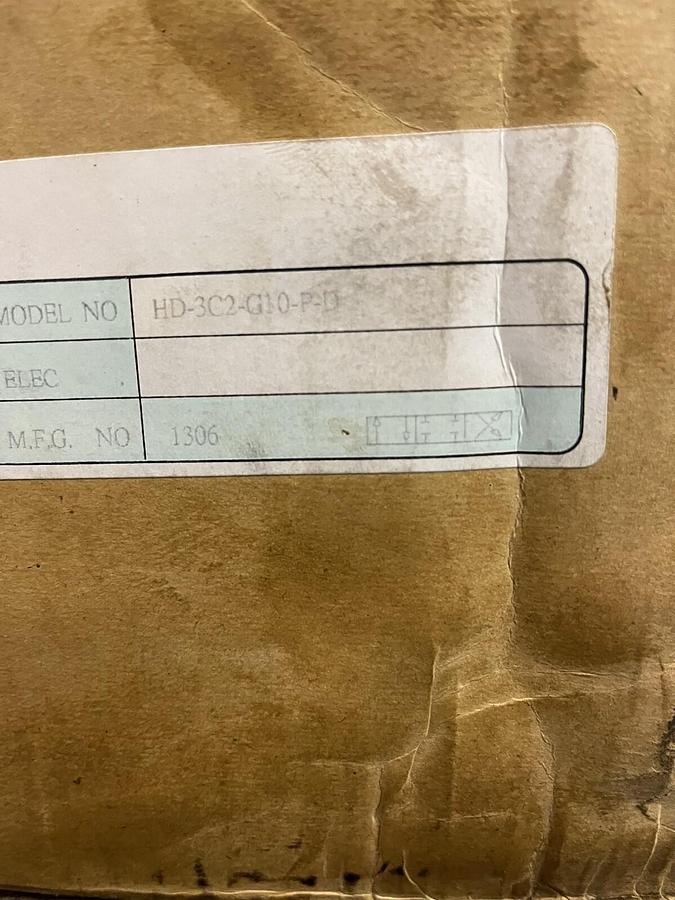 MODEL NO HD-3C2-G10-P-D
ELEC
M.F.G. NO 1306